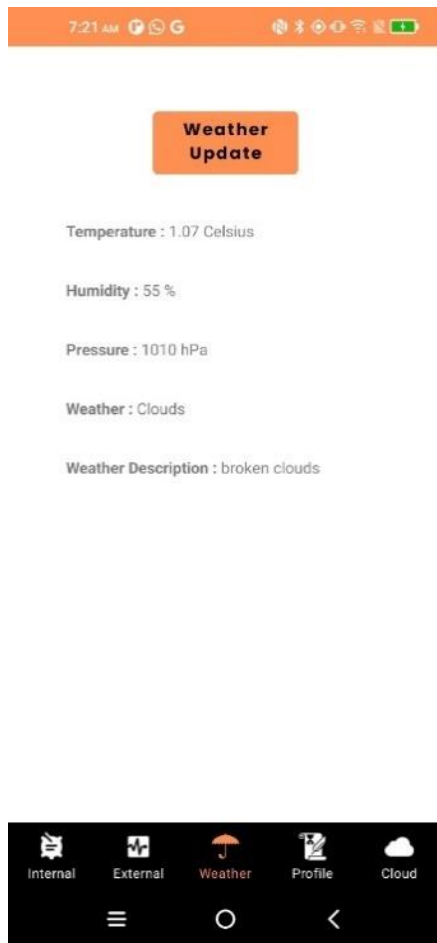 7:21 AM G
Weather
Update
Temperature : 1.07 Celsius
Humidity : 55 %
Pressure : 1010 hPa
Weather : Clouds
Weather Description : broken clouds
Internal External Weather Profile Cloud